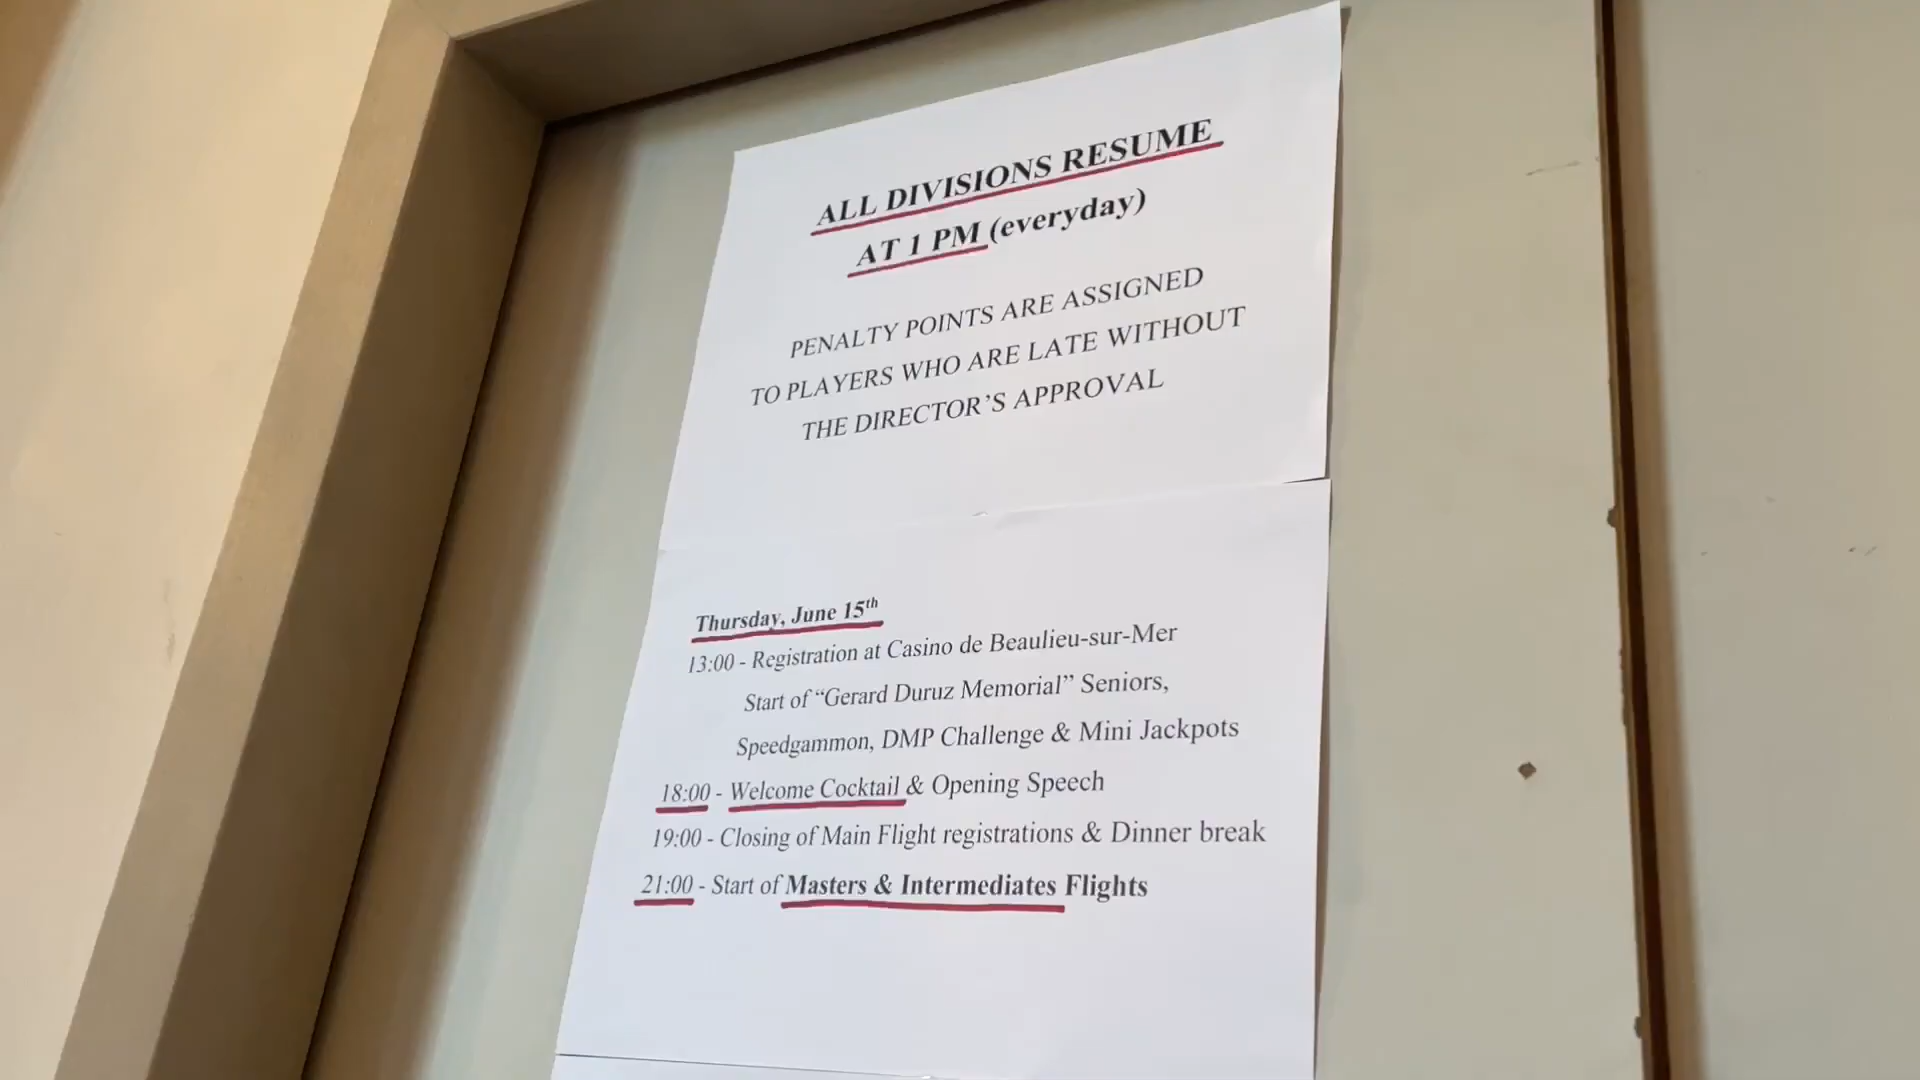 ALL DIVISIONS RESUME
AT 1 PM (everyday)
PENALTY POINTS ARE ASSIGNED
TO PLAYERS WHO ARE LATE WITHOUT
THE DIRECTOR’S APPROVAL
Thursday, June 15th
13:00 - Registration at Casino de Beaulieu-sur-Mer
Start of “Gerard Duruz Memorial” Seniors,
Speedgammon, DMP Challenge & Mini Jackpots
18:00 - Welcome Cocktail & Opening Speech
19:00 - Closing of Main Flight registrations & Dinner break
21:00 - Start of Masters & Intermediates Flights